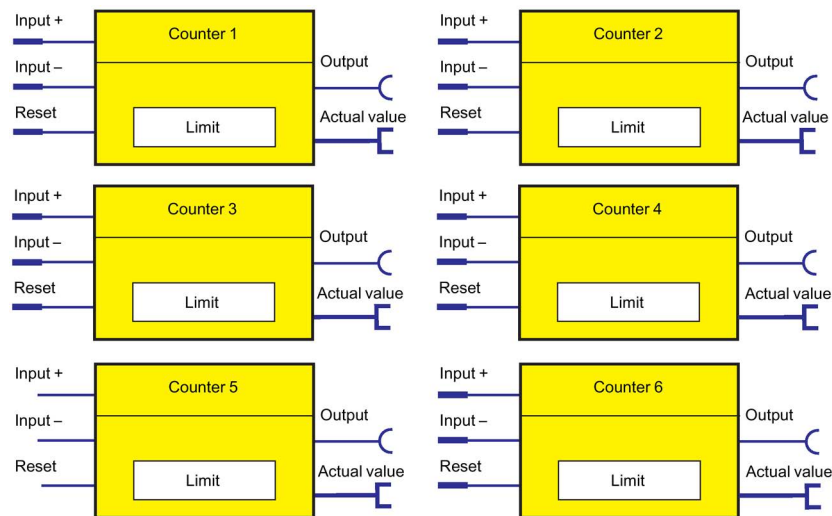 Input +
Counter 1
Input –
Output
Reset
Limit
Actual value
Input +
Counter 2
Input –
Output
Reset
Limit
Actual value
Input +
Counter 3
Input –
Output
Reset
Limit
Actual value
Input +
Counter 4
Input –
Output
Reset
Limit
Actual value
Input +
Counter 5
Input –
Output
Reset
Limit
Actual value
Input +
Counter 6
Input –
Output
Reset
Limit
Actual value